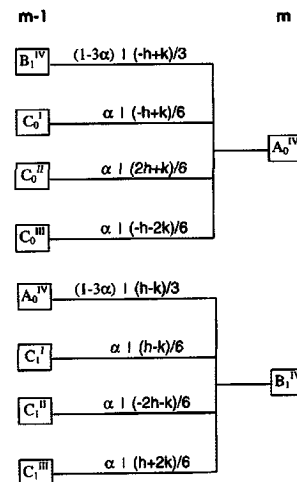 m-1 m
B₁ᴵⱽ (1-3α) | (-h+k)/3
C₀ᴵ α | (-h+k)/6
A₀ᴵⱽ
C₀ᴵᴵ α | (2h+k)/6
C₀ᴵᴵᴵ α | (-h-2k)/6
A₀ᴵⱽ (1-3α) | (h-k)/3
C₁ᴵ α | (h-k)/6
B₁ᴵⱽ
C₁ᴵᴵ α | (-2h-k)/6
C₁ᴵᴵᴵ α | (h+2k)/6